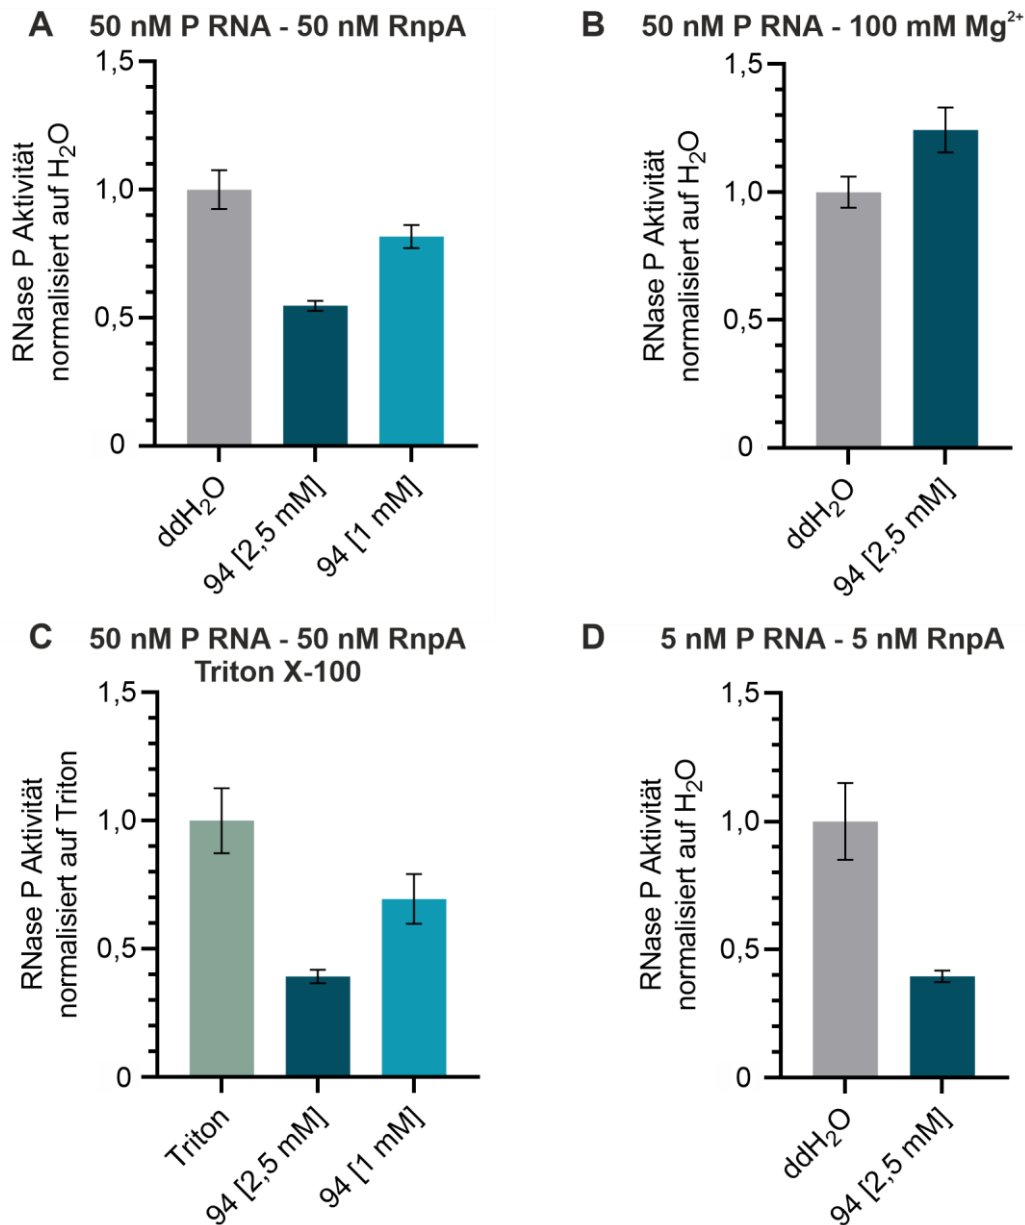 A 50 nM P RNA - 50 nM RnpA
1,5
1,0
0,5
0
RNase P Aktivität
normalisiert auf H₂O
ddH₂O
94 [2,5 mM]
94 [1 mM]
B 50 nM P RNA - 100 mM Mg²⁺
1,5
1,0
0,5
0
RNase P Aktivität
normalisiert auf H₂O
ddH₂O
94 [2,5 mM]
C 50 nM P RNA - 50 nM RnpA
Triton X-100
1,5
1,0
0,5
0
RNase P Aktivität
normalisiert auf Triton
Triton
94 [2,5 mM]
94 [1 mM]
D 5 nM P RNA - 5 nM RnpA
1,5
1,0
0,5
0
RNase P Aktivität
normalisiert auf H₂O
ddH₂O
94 [2,5 mM]